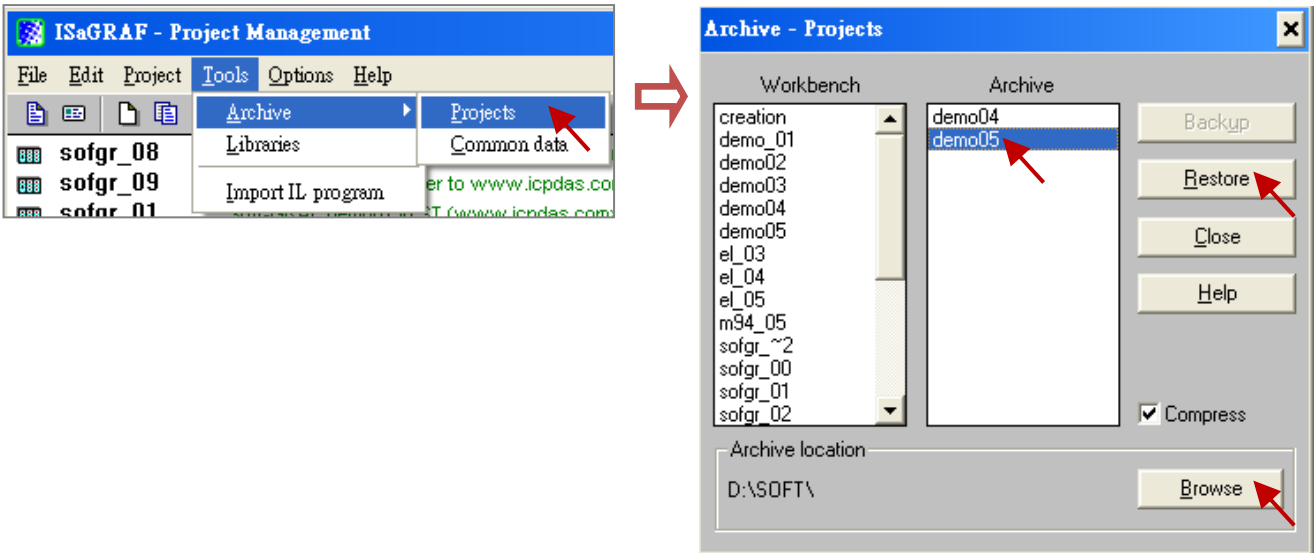 ISaGRAF - Project Management
File Edit Project Tools Options Help
Archive
Projects
Libraries
Common data
Import IL program
sofgr_08
sofgr_09
er to www.icpdas.co
sofgr_01
Archive - Projects
Workbench
creation
demo_01
demo02
demo03
demo04
demo05
el_03
el_04
el_05
m94_05
sofgr_~2
sofgr_00
sofgr_01
sofgr_02
Archive
demo04
demo05
Backup
Restore
Close
Help
Compress
Archive location
D:\SOFT\
Browse